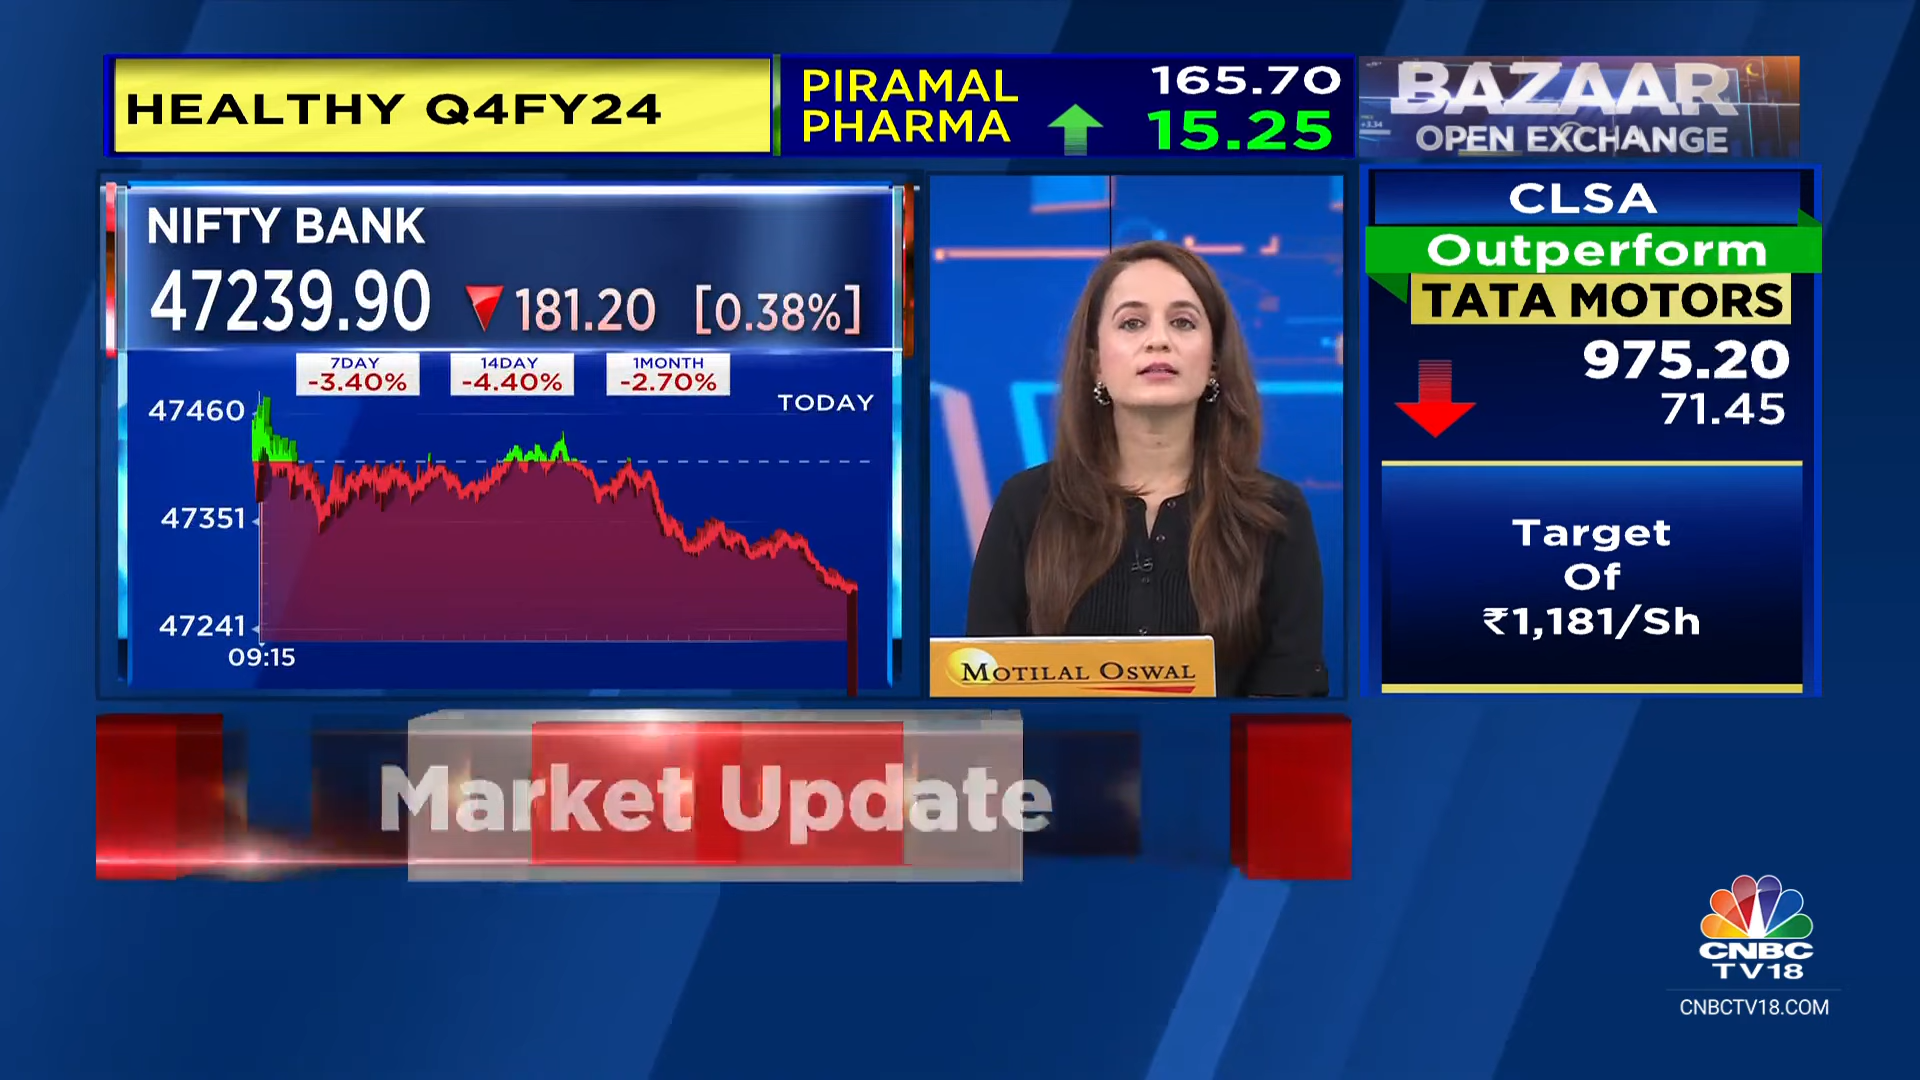 HEALTHY Q4FY24
PIRAMAL
PHARMA
165.70
15.25
BAZAAR
OPEN EXCHANGE
NIFTY BANK
47239.90
181.20 [0.38%]
7DAY
-3.40%
14DAY
-4.40%
1MONTH
-2.70%
TODAY
47460
47351
47241
09:15
MOTILAL OSWAL
CLSA
Outperform
TATA MOTORS
975.20
71.45
Target
Of
₹1,181/Sh
Market Update
CNBC
TV18
CNBCTV18.COM